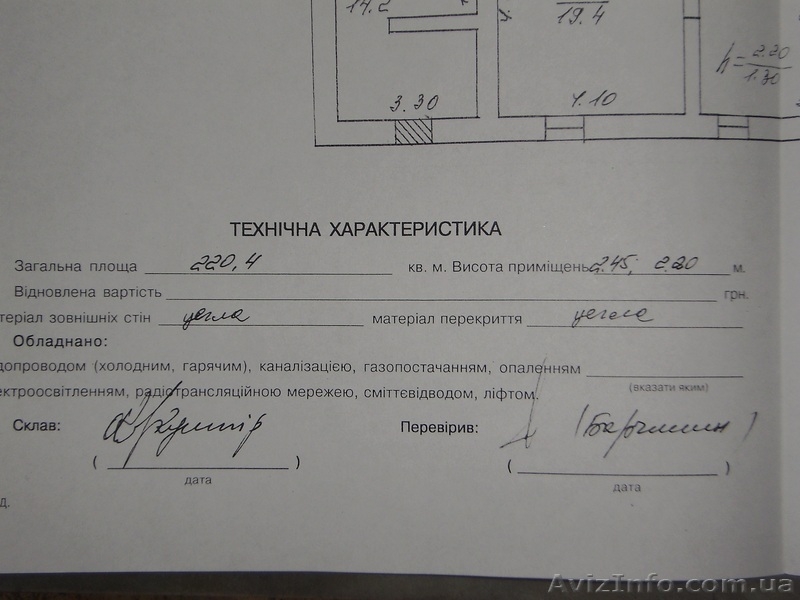 14.2
19.4
h=2.20
1.30
3.30
4.10
ТЕХНІЧНА ХАРАКТЕРИСТИКА
Загальна площа 220,4 кв. м. Висота приміщень 2.45; 2.20 м.
Відновлена вартість грн.
теріал зовнішніх стін цегла матеріал перекриття цегла
Обладнано:
допроводом (холодним, гарячим), каналізацією, газопостачанням, опаленням
(вказати яким)
ектроосвітленням, радіотрансляційною мережею, сміттєвідводом, ліфтом.
Склав: Перевірив:
( ) ( )
дата
дата
д.
AvizInfo.com.ua